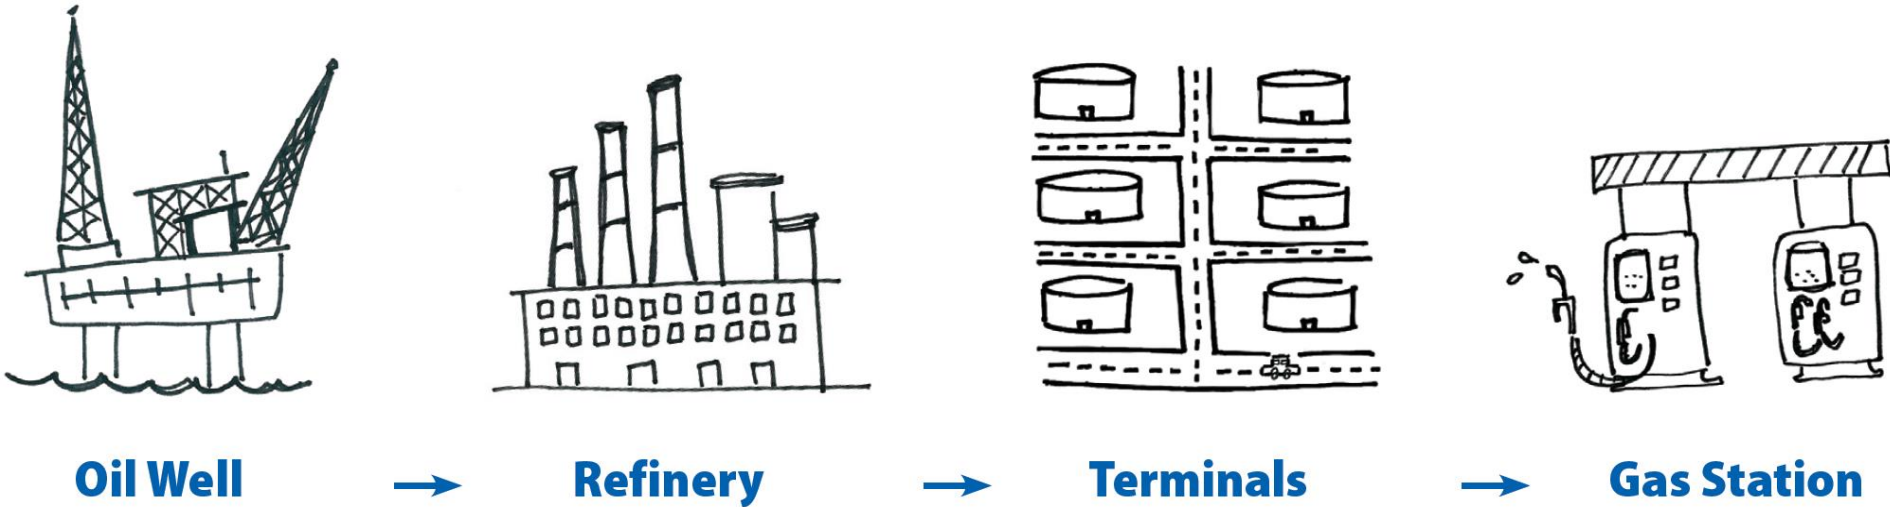 Oil Well → Refinery → Terminals → Gas Station